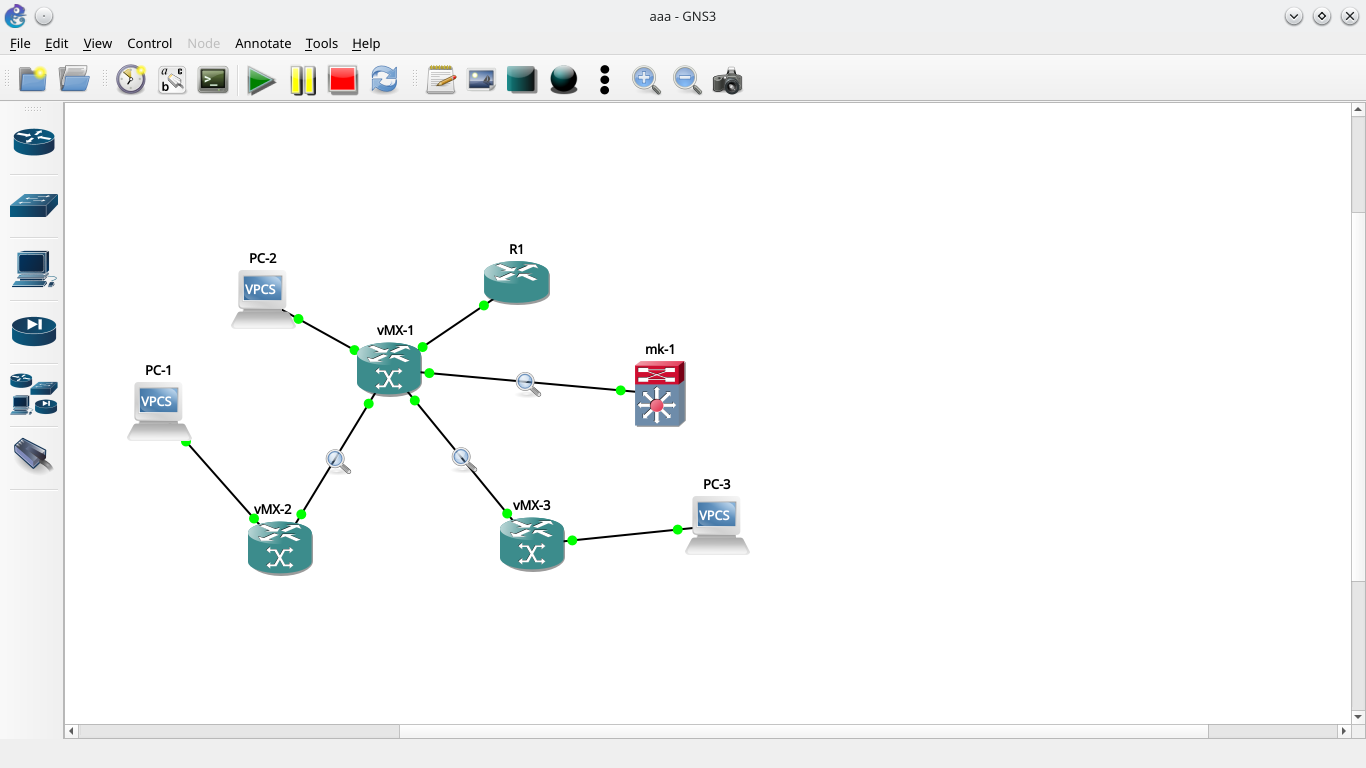 aaa - GNS3
File Edit View Control Node Annotate Tools Help
a c
b
>_
R1
PC-2
VPCS
vMX-1
mk-1
PC-1
VPCS
PC-3
vMX-3
vMX-2
VPCS